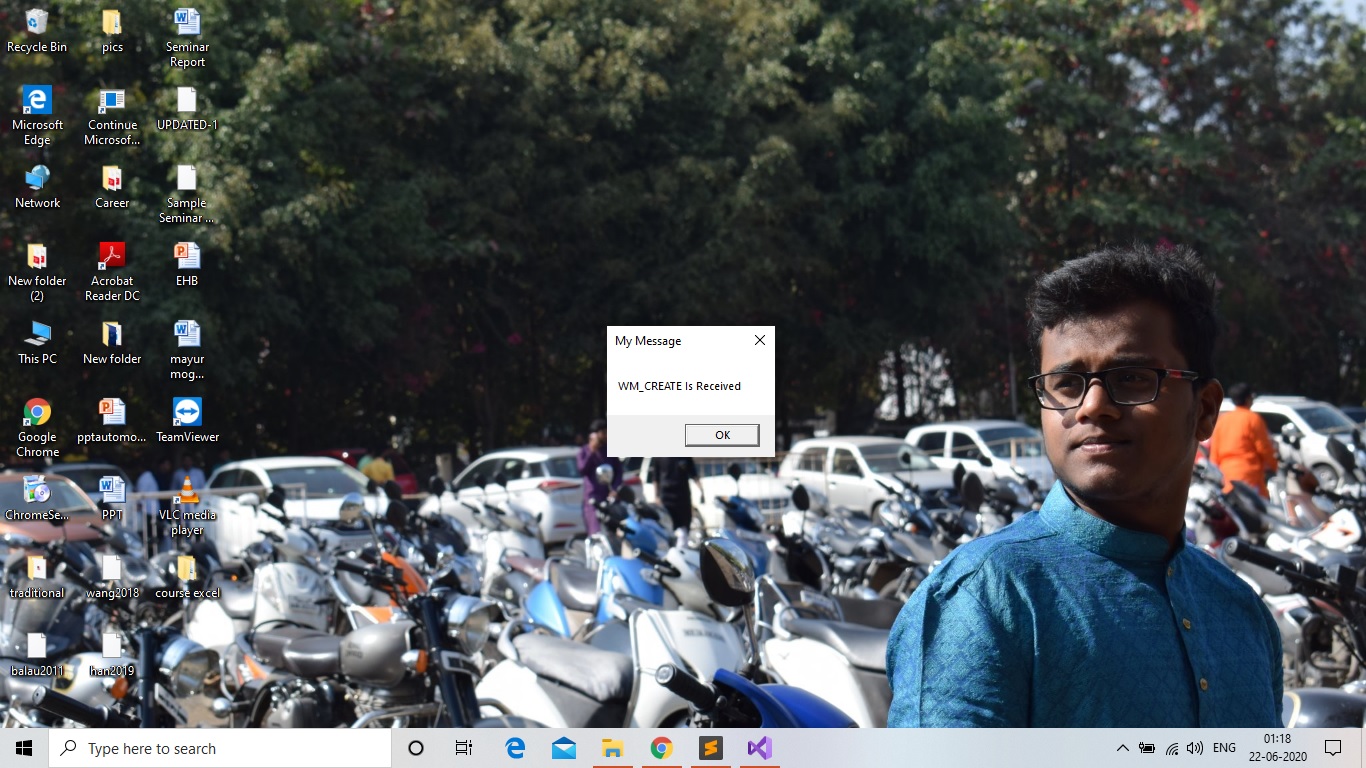 Recycle Bin
pics
Seminar
Report
Microsoft
Edge
Continue
Microsof...
UPDATED-1
Network
Career
Sample
Seminar ...
New folder
(2)
Acrobat
Reader DC
EHB
This PC
New folder
mayur
mog...
Google
Chrome
pptautomo...
TeamViewer
ChromeSe...
PPT
VLC media
player
traditional
wang2018
course excel
balau2011
han2019
My Message
WM_CREATE Is Received
OK
Type here to search
ENG
01:18
22-06-2020